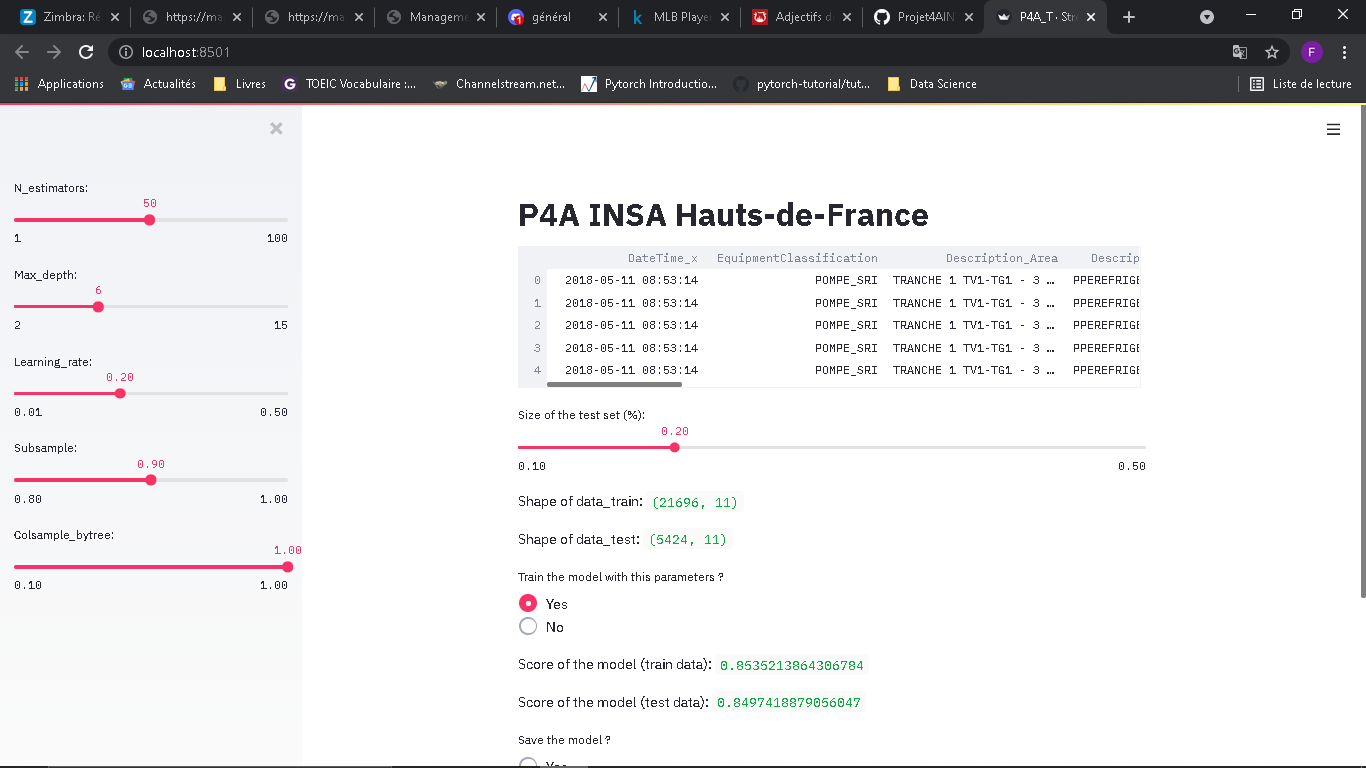 Zimbra: Ré
https://ma
https://ma
Manageme
général
MLB Player
Adjectifs d
Projet4AIN
P4A_T · Str
localhost:8501
F
Applications
Actualités
Livres
TOEIC Vocabulaire :...
Channelstream.net...
Pytorch Introductio...
pytorch-tutorial/tut...
Data Science
Liste de lecture
N_estimators:
50
1 100
Max_depth:
6
2 15
Learning_rate:
0.20
0.01 0.50
Subsample:
0.90
0.80 1.00
Colsample_bytree:
1.00
0.10 1.00
P4A INSA Hauts-de-France
DateTime_x EquipmentClassification Description_Area Descrip
0 2018-05-11 08:53:14 POMPE_SRI TRANCHE 1 TV1-TG1 - 3 … PPEREFRIGE
1 2018-05-11 08:53:14 POMPE_SRI TRANCHE 1 TV1-TG1 - 3 … PPEREFRIGE
2 2018-05-11 08:53:14 POMPE_SRI TRANCHE 1 TV1-TG1 - 3 … PPEREFRIGE
3 2018-05-11 08:53:14 POMPE_SRI TRANCHE 1 TV1-TG1 - 3 … PPEREFRIGE
4 2018-05-11 08:53:14 POMPE_SRI TRANCHE 1 TV1-TG1 - 3 … PPEREFRIGE
Size of the test set (%):
0.20
0.10 0.50
Shape of data_train: (21696, 11)
Shape of data_test: (5424, 11)
Train the model with this parameters ?
Yes
No
Score of the model (train data): 0.8535213864306784
Score of the model (test data): 0.8497418879056047
Save the model ?
Yes